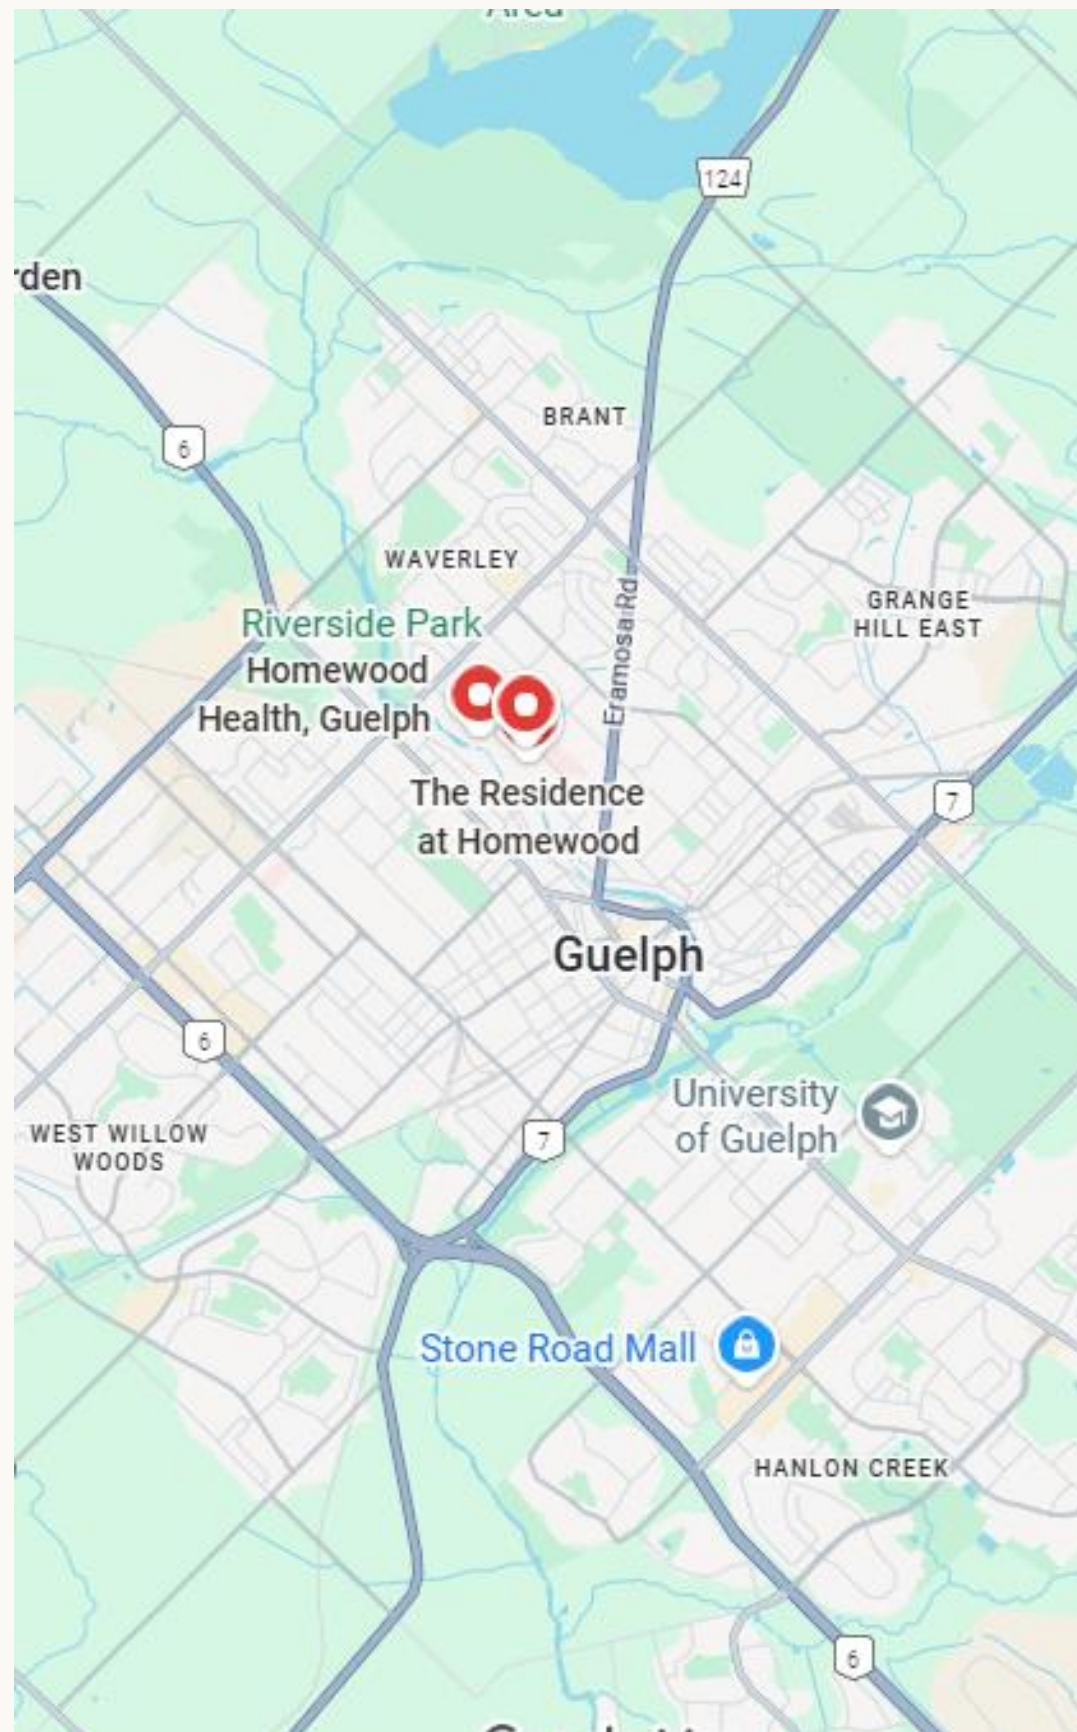 Area
124
rden
BRANT
6
WAVERLEY
Eramosa Rd
GRANGE
HILL EAST
Riverside Park
Homewood
Health, Guelph
The Residence
at Homewood
7
Guelph
6
University
of Guelph
WEST WILLOW
WOODS
7
Stone Road Mall
HANLON CREEK
6